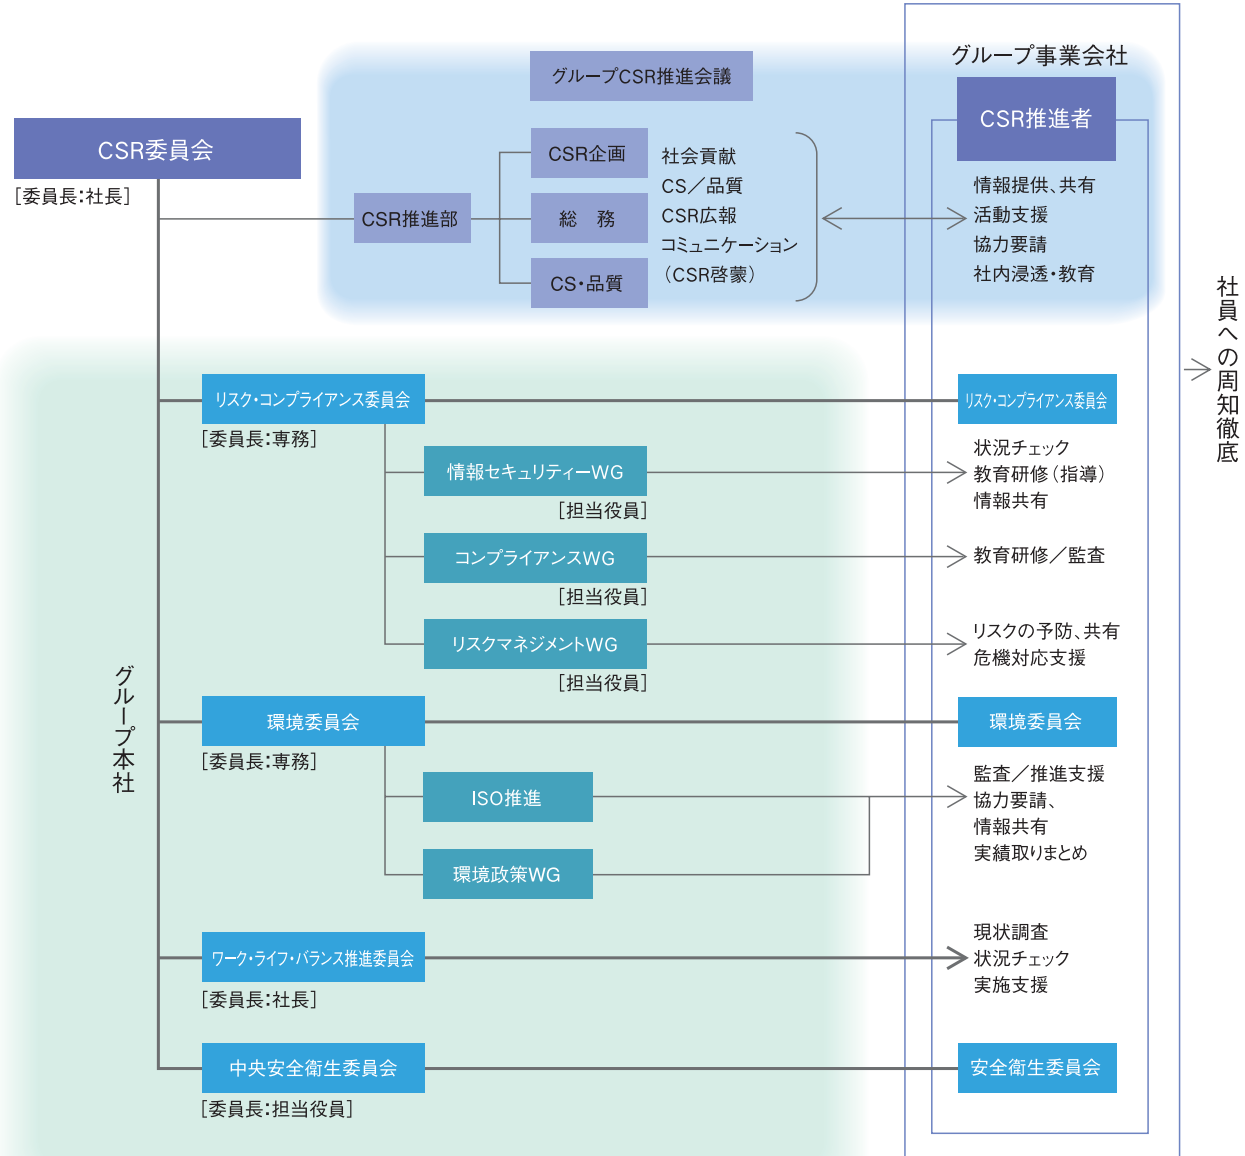 グループ事業会社
グループCSR推進会議
CSR推進者
CSR委員会
[委員長：社長]
CSR推進部
CSR企画
総　務
CS・品質
社会貢献
CS／品質
CSR広報
コミュニケーション
（CSR啓蒙）
情報提供、共有
活動支援
協力要請
社内浸透・教育
社員への周知徹底
グループ本社
リスク・コンプライアンス委員会
[委員長：専務]
リスク・コンプライアンス委員会
情報セキュリティーWG
[担当役員]
状況チェック
教育研修（指導）
情報共有
コンプライアンスWG
[担当役員]
教育研修／監査
リスクマネジメントWG
[担当役員]
リスクの予防、共有
危機対応支援
環境委員会
[委員長：専務]
環境委員会
ISO推進
環境政策WG
監査／推進支援
協力要請、
情報共有
実績取りまとめ
ワーク・ライフ・バランス推進委員会
[委員長：社長]
現状調査
状況チェック
実施支援
中央安全衛生委員会
[委員長：担当役員]
安全衛生委員会